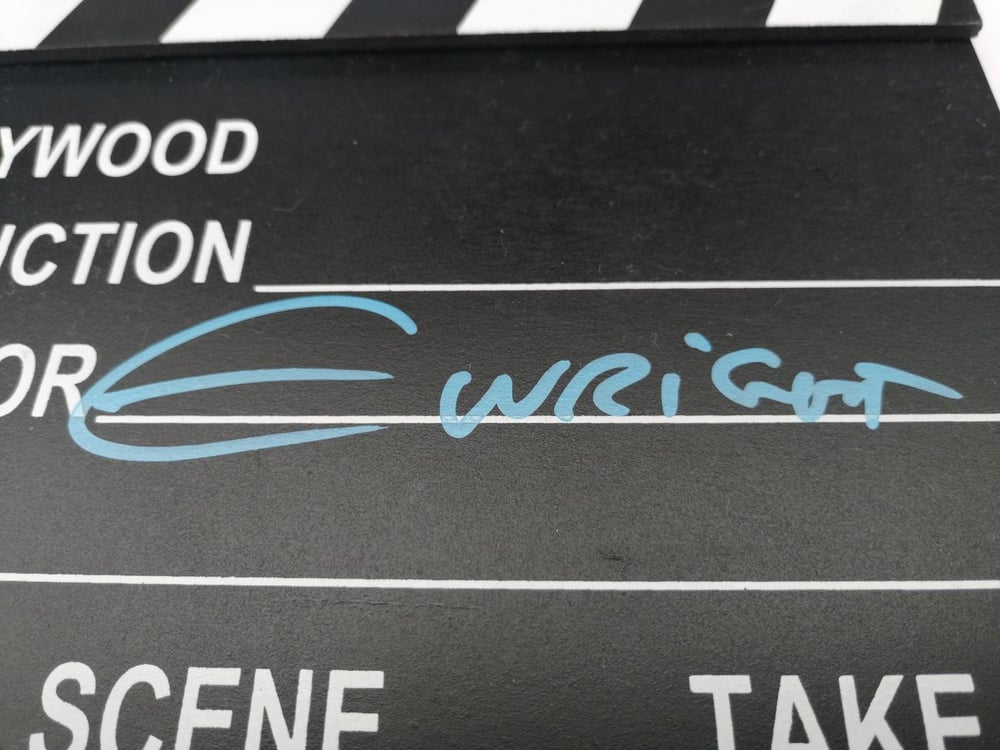 YWOOD
UCTION
OR E WRiGHT
SCENE TAKE